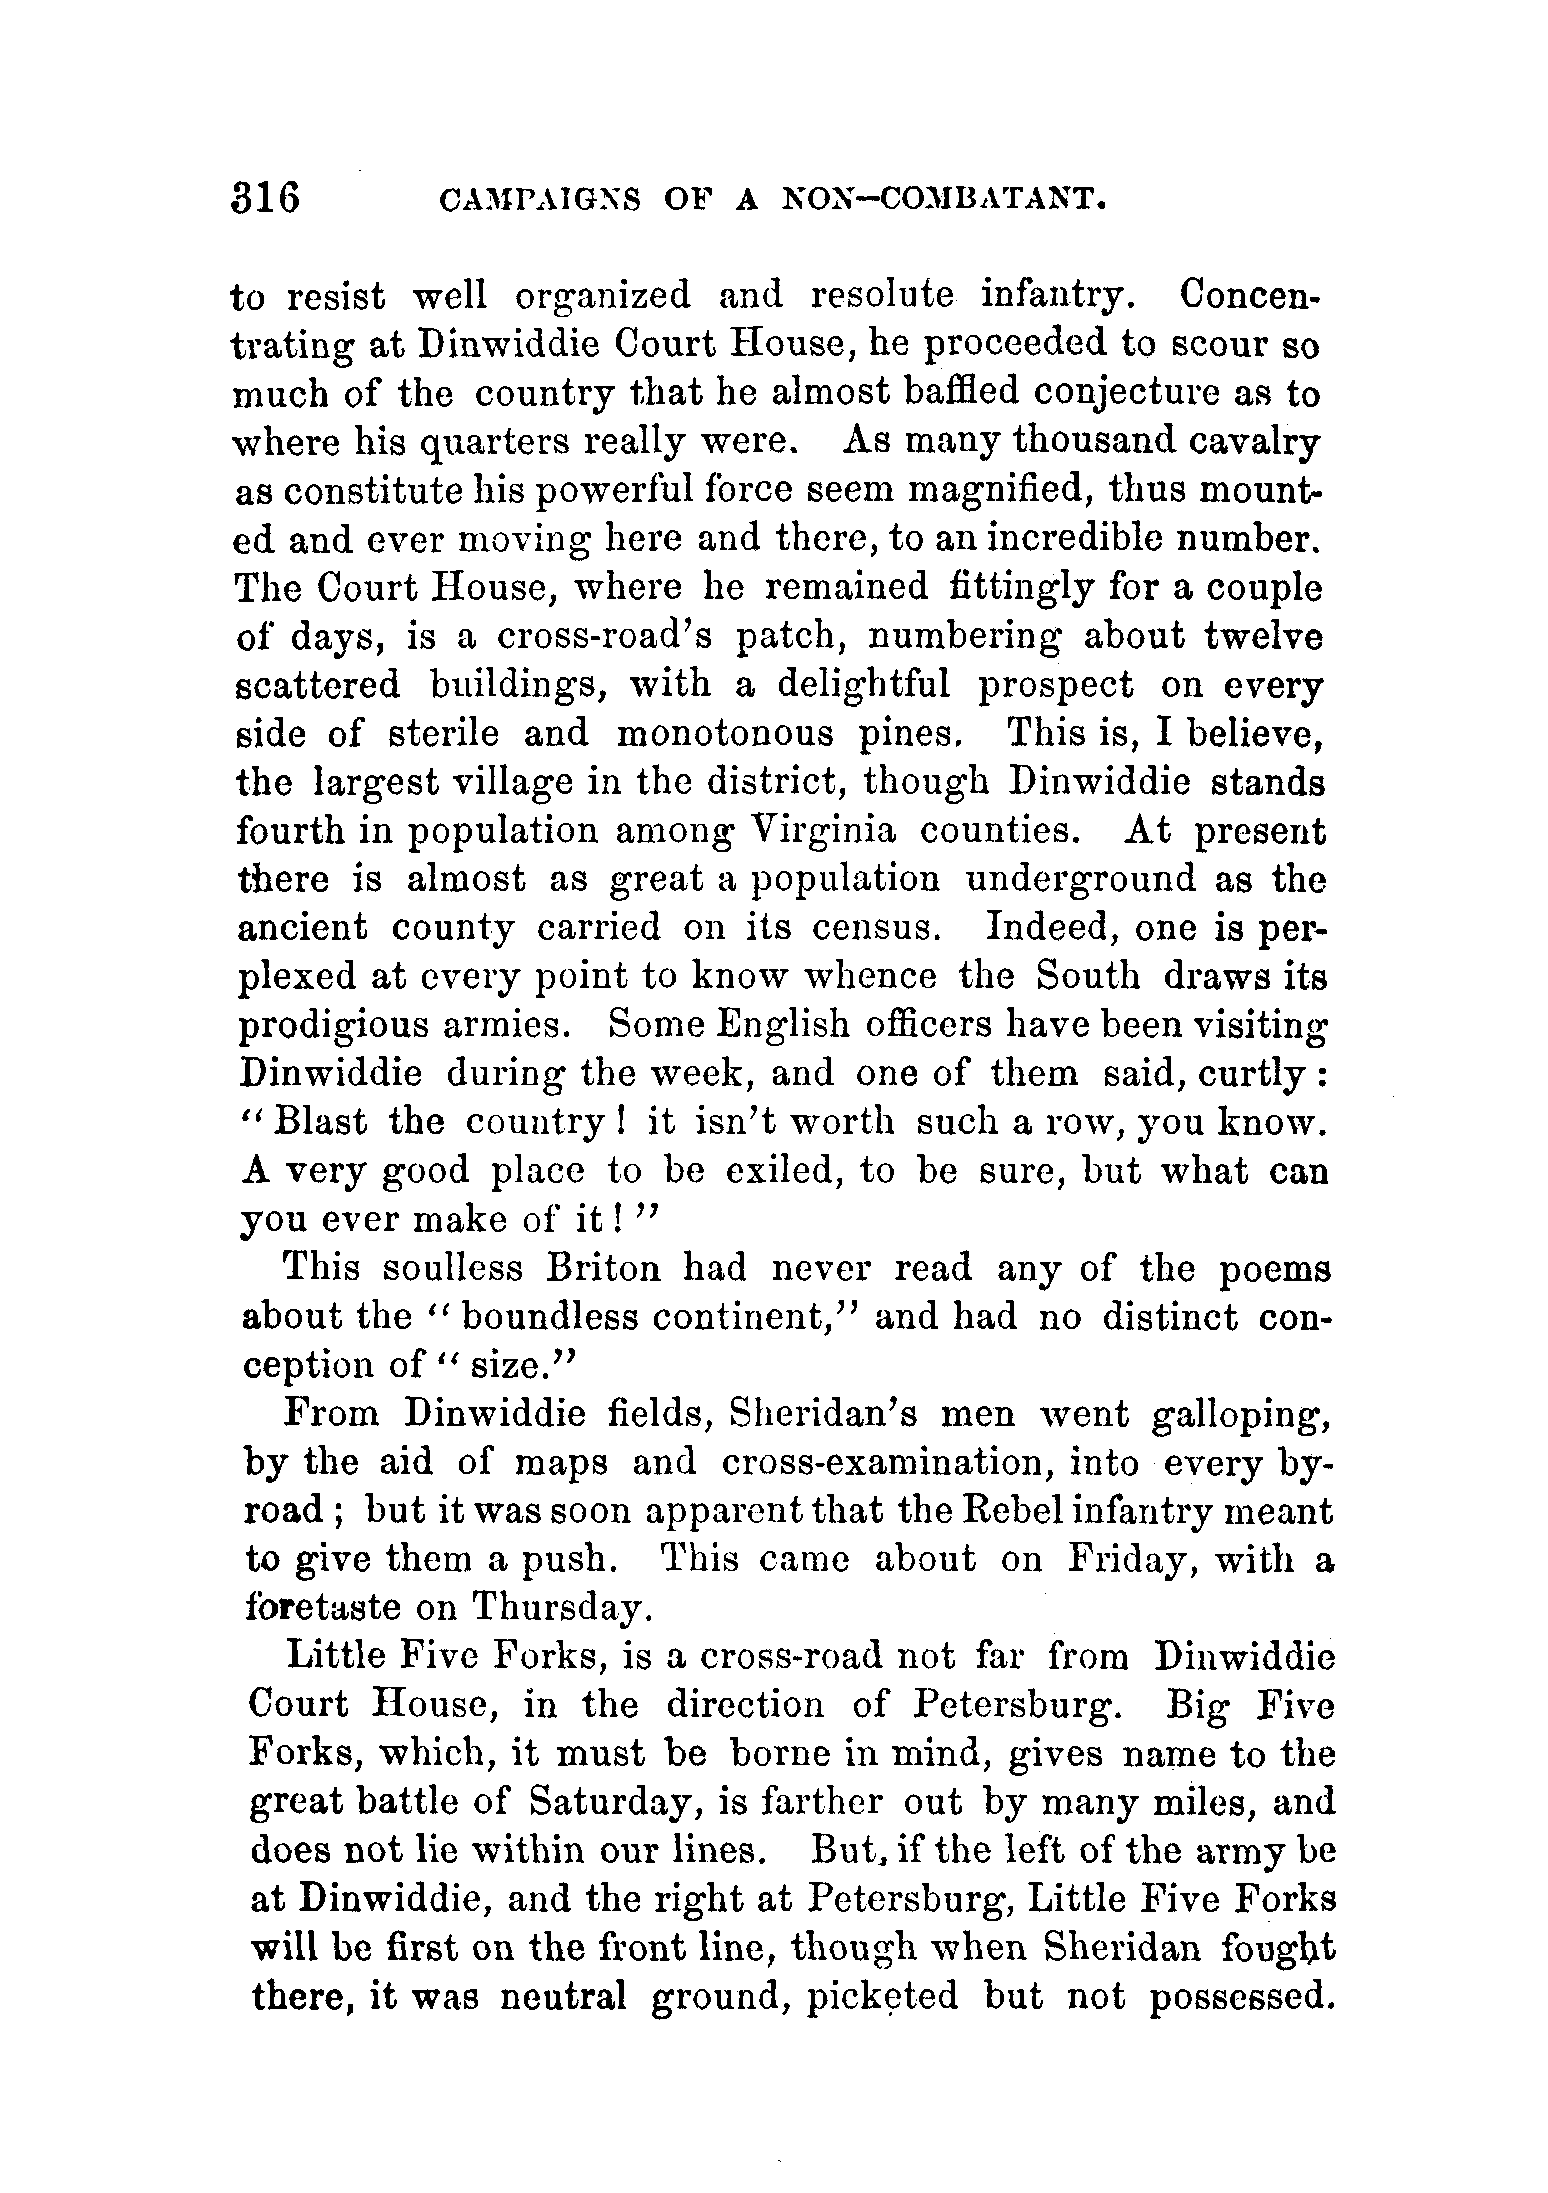 316 CAMPAIGNS OF A NON-COMBATANT.
to resist well organized and resolute infantry. Concen-
trating at Dinwiddie Court House, he proceeded to scour so
much of the country that he almost baffled conjecture as to
where his quarters really were. As many thousand cavalry
as constitute his powerful force seem magnified, thus mount-
ed and ever moving here and there, to an incredible number.
The Court House, where he remained fittingly for a couple
of days, is a cross-road's patch, numbering about twelve
scattered buildings, with a delightful prospect on every
side of sterile and monotonous pines. This is, I believe,
the largest village in the district, though Dinwiddie stands
fourth in population among Virginia counties. At present
there is almost as great a population underground as the
ancient county carried on its census. Indeed, one is per-
plexed at every point to know whence the South draws its
prodigious armies. Some English officers have been visiting
Dinwiddie during the week, and one of them said, curtly :
" Blast the country ! it isn't worth such a row, you know.
A very good place to be exiled, to be sure, but what can
you ever make of it ! "
This soulless Briton had never read any of the poems
about the " boundless continent," and had no distinct con-
ception of " size."
From Dinwiddie fields, Sheridan's men went galloping,
by the aid of maps and cross-examination, into every by-
road ; but it was soon apparent that the Rebel infantry meant
to give them a push. This came about on Friday, with a
foretaste on Thursday.
Little Five Forks, is a cross-road not far from Dinwiddie
Court House, in the direction of Petersburg. Big Five
Forks, which, it must be borne in mind, gives name to the
great battle of Saturday, is farther out by many miles, and
does not lie within our lines. But, if the left of the army be
at Dinwiddie, and the right at Petersburg, Little Five Forks
will be first on the front line, though when Sheridan fought
there, it was neutral ground, picketed but not possessed.